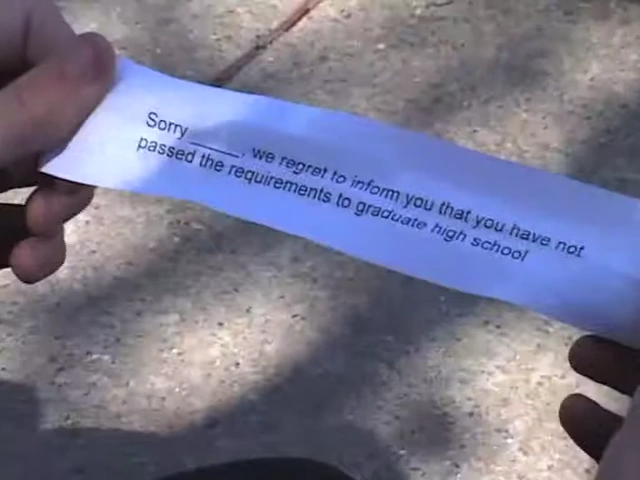 Sorry ______, we regret to inform you that you have not
passed the requirements to graduate high school